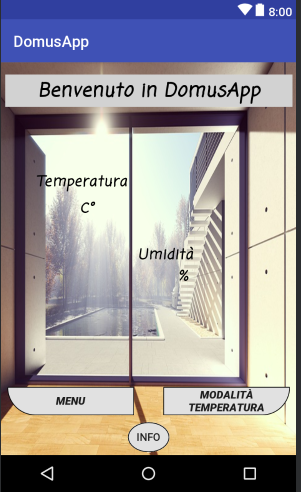 8:00
DomusApp
Benvenuto in DomusApp
Temperatura
C°
Umidità
%
MENU
MODALITÀ
TEMPERATURA
INFO